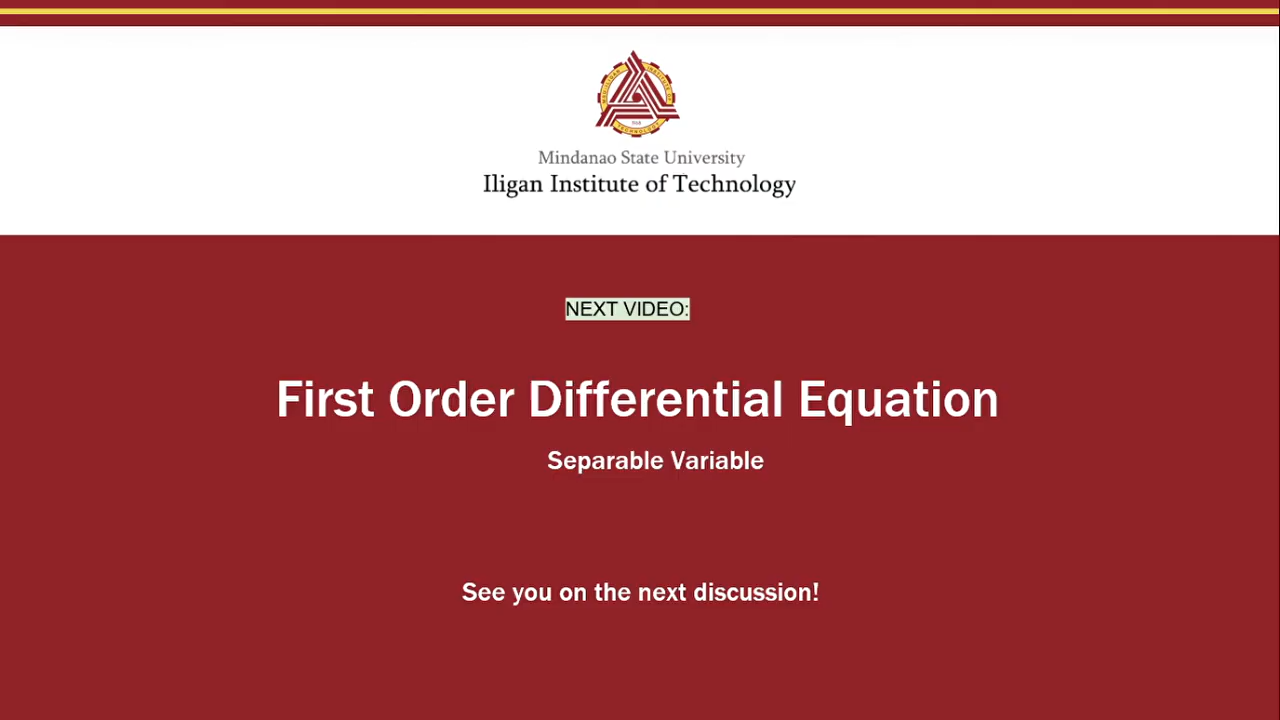 Mindanao State University
Iligan Institute of Technology
NEXT VIDEO:
First Order Differential Equation
Separable Variable
See you on the next discussion!